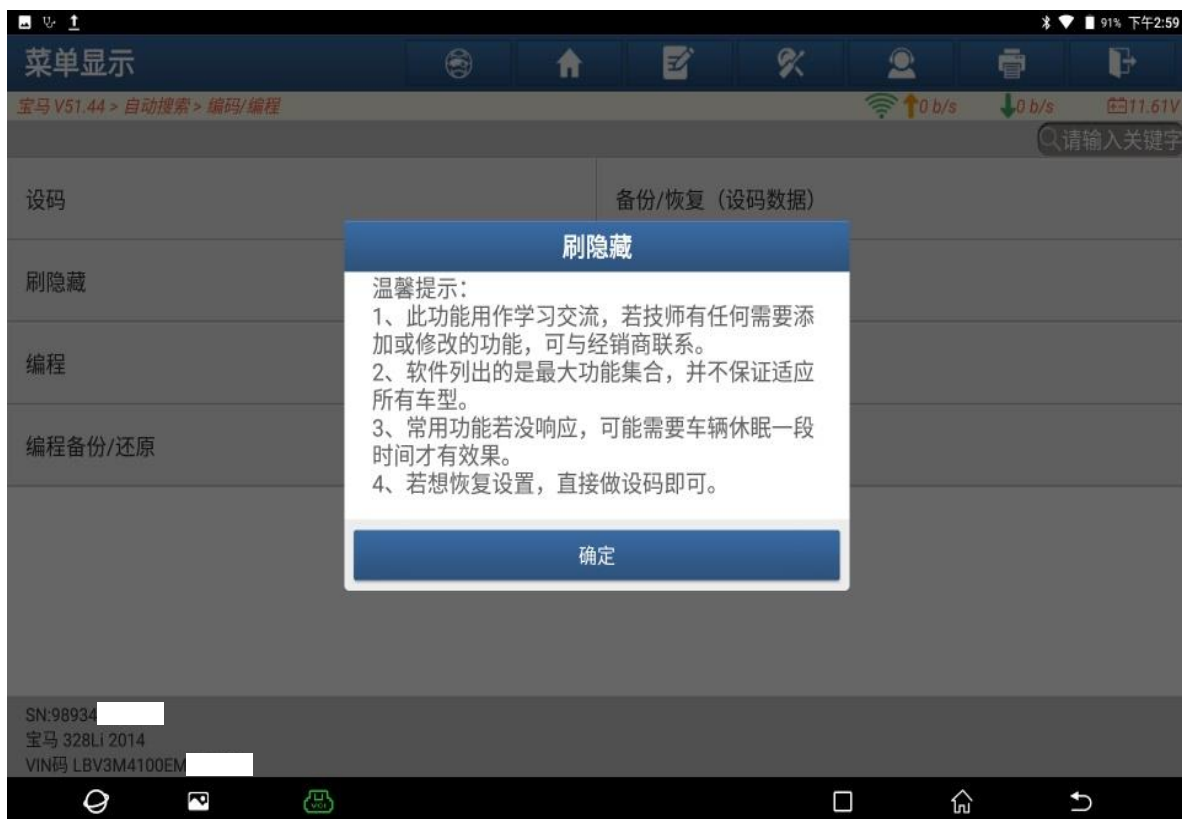 91% 下午2:59
菜单显示
宝马 V51.44 > 自动搜索 > 编码/编程
0 b/s 0 b/s 11.61V
请输入关键字
设码
备份/恢复（设码数据）
刷隐藏
编程
编程备份/还原
刷隐藏
温馨提示：
1、此功能用作学习交流，若技师有任何需要添
加或修改的功能，可与经销商联系。
2、软件列出的是最大功能集合，并不保证适应
所有车型。
3、常用功能若没响应，可能需要车辆休眠一段
时间才有效果。
4、若想恢复设置，直接做设码即可。
确定
SN:98934
宝马 328Li 2014
VIN码 LBV3M4100EM
VCI